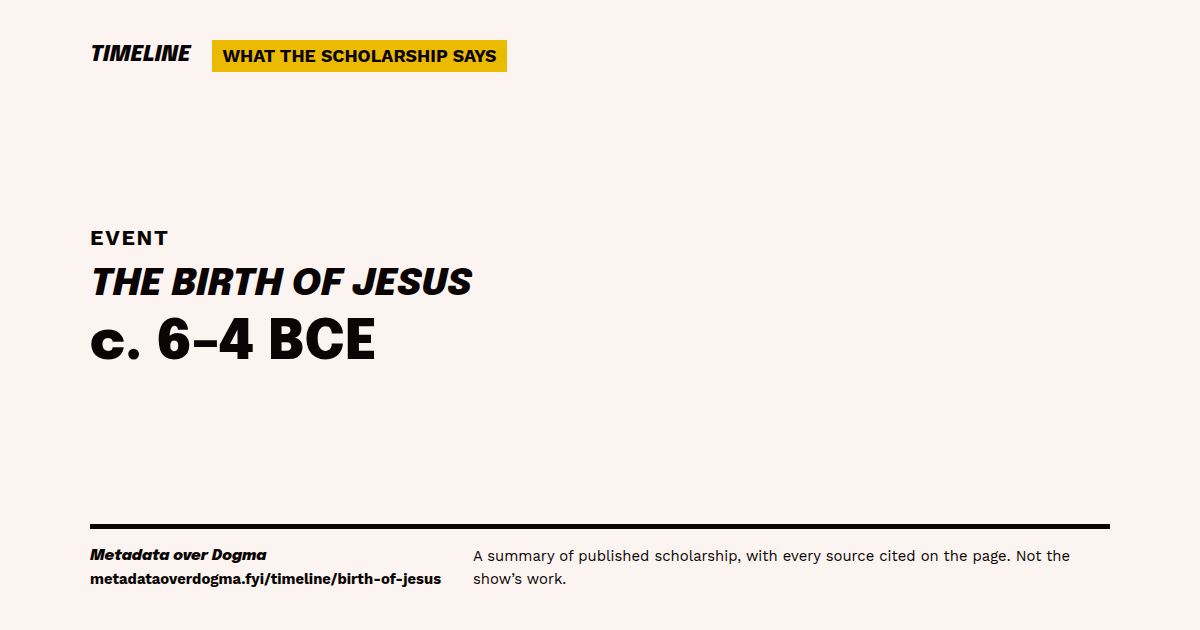 TIMELINE
WHAT THE SCHOLARSHIP SAYS
EVENT
THE BIRTH OF JESUS
c. 6–4 BCE
Metadata over Dogma
metadataoverdogma.fyi/timeline/birth-of-jesus
A summary of published scholarship, with every source cited on the page. Not the
show’s work.